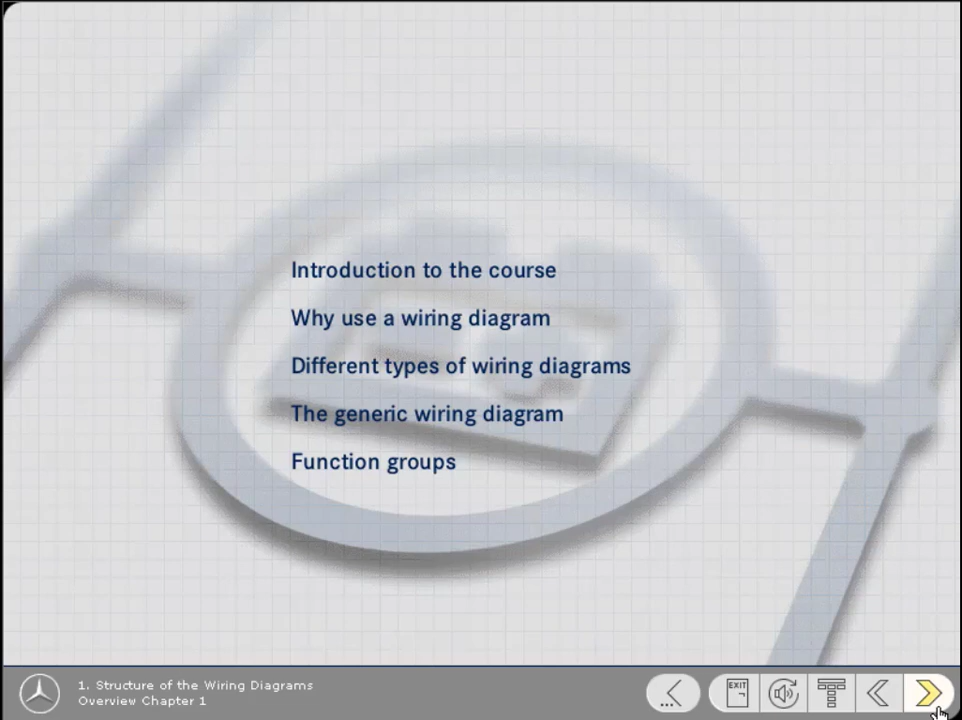 Introduction to the course
Why use a wiring diagram
Different types of wiring diagrams
The generic wiring diagram
Function groups
1. Structure of the Wiring Diagrams
Overview Chapter 1
...
EXIT